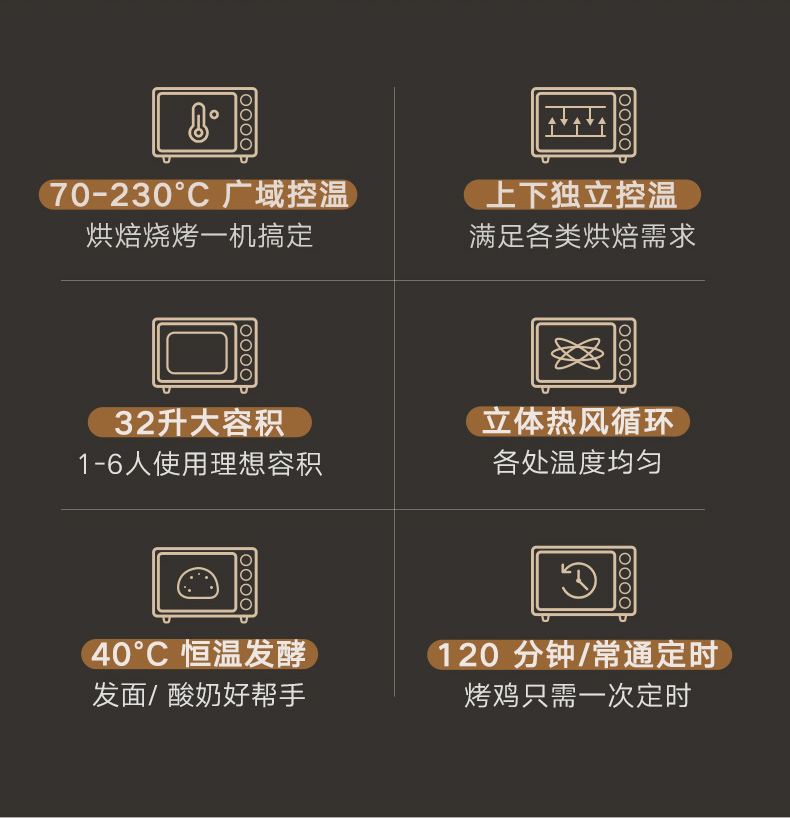 70-230°C 广域控温
烘焙烧烤一机搞定
上下独立控温
满足各类烘焙需求
32升大容积
1-6人使用理想容积
立体热风循环
各处温度均匀
40°C 恒温发酵
发面/ 酸奶好帮手
120 分钟/常通定时
烤鸡只需一次定时